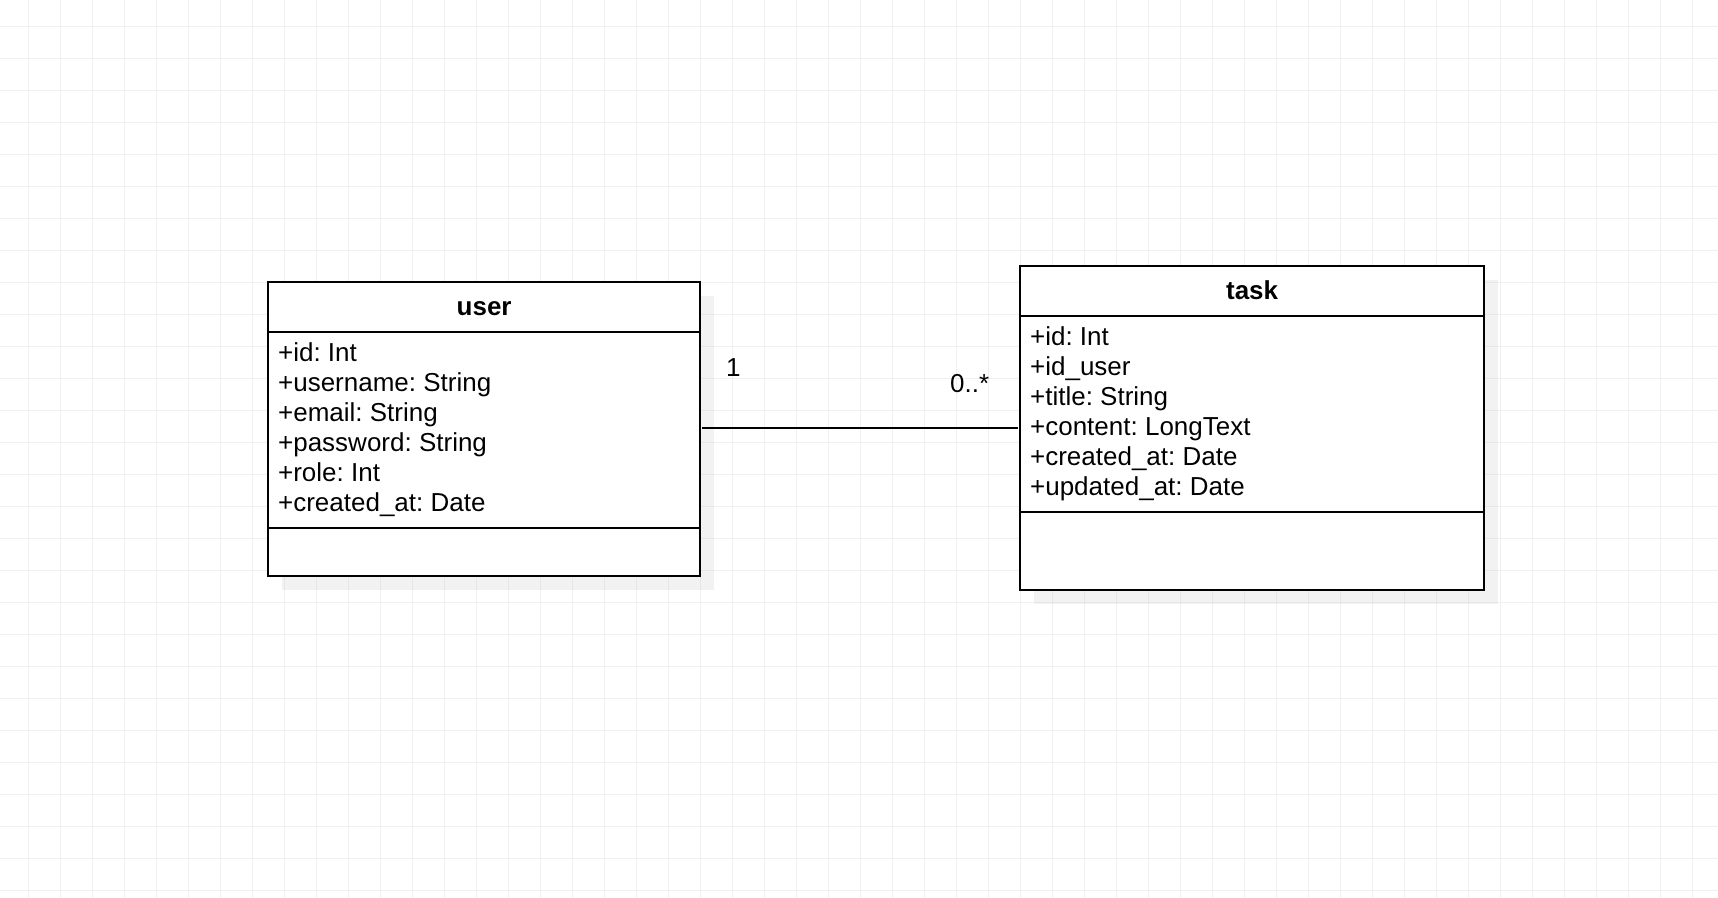 user
+id: Int
+username: String
+email: String
+password: String
+role: Int
+created_at: Date
1
0..*
task
+id: Int
+id_user
+title: String
+content: LongText
+created_at: Date
+updated_at: Date